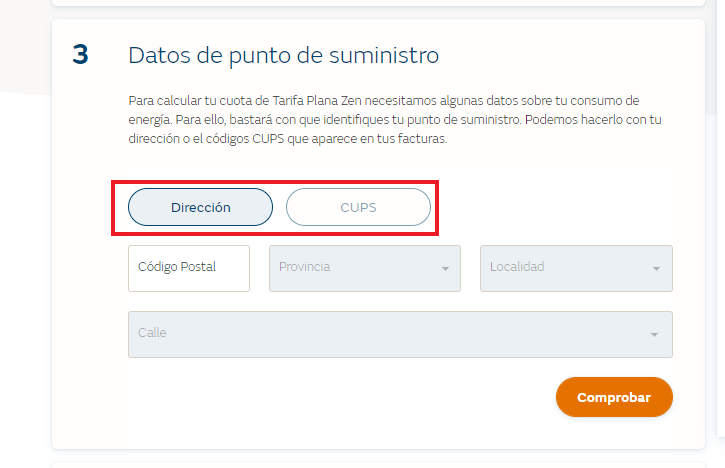 3 Datos de punto de suministro
Para calcular tu cuota de Tarifa Plana Zen necesitamos algunas datos sobre tu consumo de
energía. Para ello, bastará con que identifiques tu punto de suministro. Podemos hacerlo con tu
dirección o el códigos CUPS que aparece en tus facturas.
Dirección CUPS
Código Postal Provincia Localidad
Calle
Comprobar